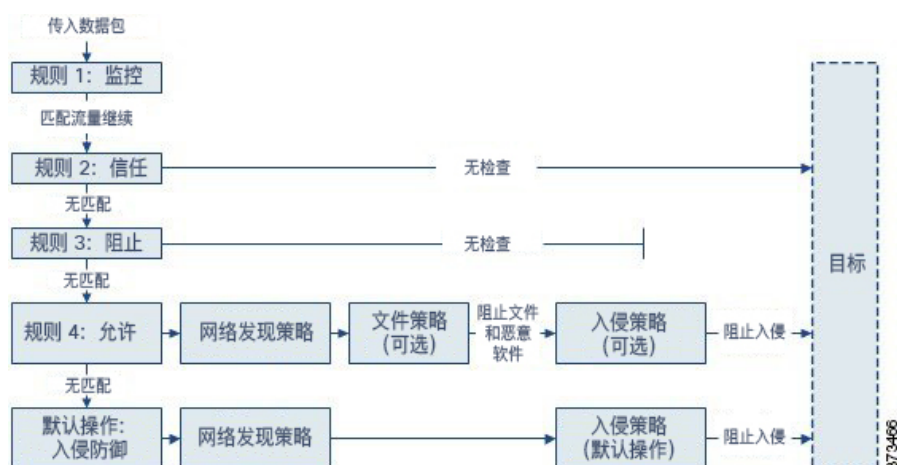 传入数据包
规则 1：监控
匹配流量继续
规则 2：信任
无检查
无匹配
规则 3：阻止
无检查
无匹配
规则 4：允许
网络发现策略
文件策略
(可选)
阻止文件
和恶意
软件
入侵策略
(可选)
阻止入侵
目标
无匹配
默认操作:
入侵防御
网络发现策略
入侵策略
(默认操作)
阻止入侵
373466